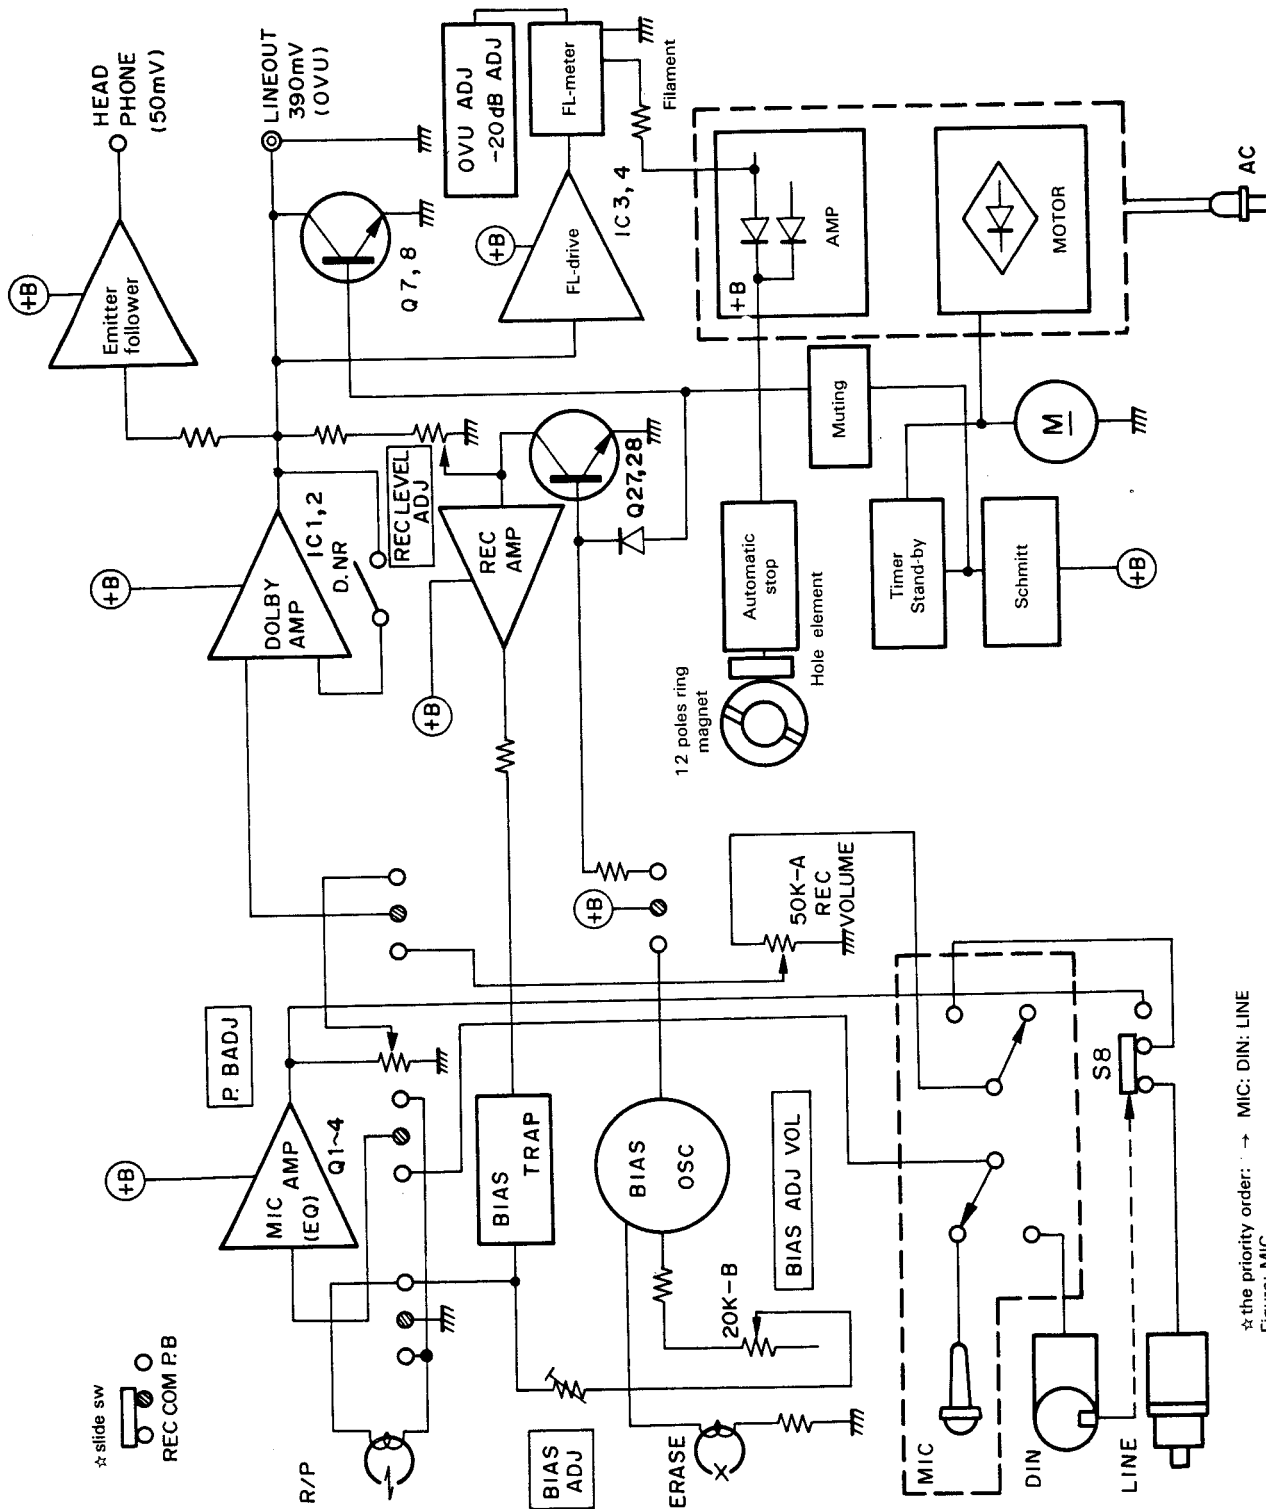 ☆slide sw
REC COM P.B
R/P
BIAS
ADJ
ERASE
MIC
DIN
LINE
+B
MIC
AMP
(EQ)
Q1~4
P. BADJ
BIAS
TRAP
BIAS
OSC
20K-B
BIAS ADJ VOL
S8
☆the priority order: → MIC: DIN: LINE
+B
50K-A
REC
VOLUME
+B
DOLBY
AMP
IC1,2
D. NR
+B
REC LEVEL
ADJ
REC
AMP
Q27,28
12 poles ring
magnet
Hole element
Automatic
stop
Timer
Stand-by
Schmitt
+B
Muting
M
+B
Emitter
follower
HEAD
PHONE
(50mV)
LINEOUT
390mV
(OVU)
Q7, 8
+B
FL-drive
IC3, 4
OVU ADJ
-20dB ADJ
FL-meter
Filament
+B
AMP
MOTOR
AC